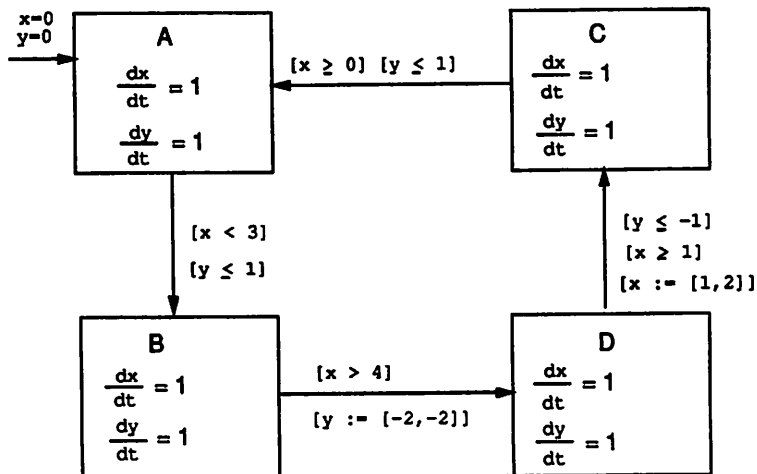 x=0
y=0
A
dx/dt = 1
dy/dt = 1
[x ≥ 0] [y ≤ 1]
C
dx/dt = 1
dy/dt = 1
[x < 3]
[y ≤ 1]
[y ≤ -1]
[x ≥ 1]
[x := [1,2]]
B
dx/dt = 1
dy/dt = 1
[x > 4]
[y := [-2,-2]]
D
dx/dt = 1
dy/dt = 1